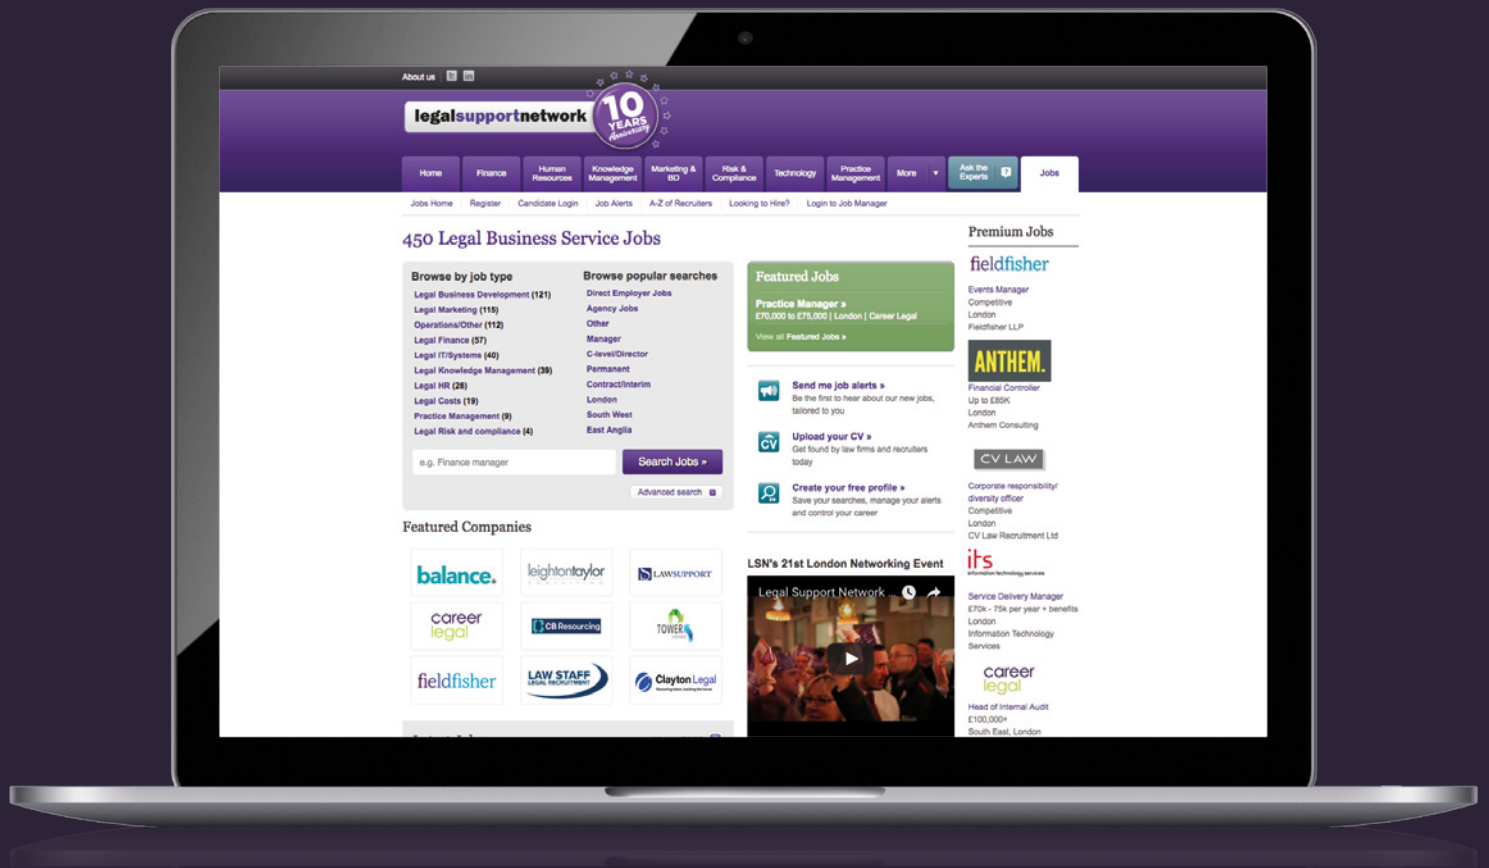 About us
legalsupportnetwork
10
YEARS
Anniversary
Home
Finance
Human
Resources
Knowledge
Management
Marketing &
BD
Risk &
Compliance
Technology
Practice
Management
More
Ask the
Experts
?
Jobs
Jobs Home
Register
Candidate Login
Job Alerts
A-Z of Recruiters
Looking to Hire?
Login to Job Manager
450 Legal Business Service Jobs
Browse by job type
Legal Business Development (121)
Legal Marketing (115)
Operations/Other (112)
Legal Finance (57)
Legal IT/Systems (40)
Legal Knowledge Management (39)
Legal HR (28)
Legal Costs (19)
Practice Management (9)
Legal Risk and compliance (4)
Browse popular searches
Direct Employer Jobs
Agency Jobs
Other
Manager
C-level/Director
Permanent
Contract/Interim
London
South West
East Anglia
e.g. Finance manager
Search Jobs »
Advanced search
Featured Companies
balance.
leightontaylor
CONSULTING
LAWSUPPORT
career
legal
CB Resourcing
TOWER
fieldfisher
LAW STAFF
LEGAL RECRUITMENT
Clayton Legal
Featured Jobs
Practice Manager »
£70,000 to £75,000 | London | Career Legal
View all Featured Jobs »
Send me job alerts »
Be the first to hear about our new jobs,
tailored to you
CV
Upload your CV »
Get found by law firms and recruiters
today
Create your free profile »
Save your searches, manage your alerts
and control your career
LSN's 21st London Networking Event
Legal Support Network ...
Premium Jobs
fieldfisher
Events Manager
Competitive
London
Fieldfisher LLP
ANTHEM.
Financial Controller
Up to £85K
London
Anthem Consulting
CV LAW
Corporate responsibility/
diversity officer
Competitive
London
CV Law Recruitment Ltd
its
information technology services
Service Delivery Manager
£70k - 75k per year + benefits
London
Information Technology
Services
career
legal
Head of Internal Audit
£100,000+
South East, London